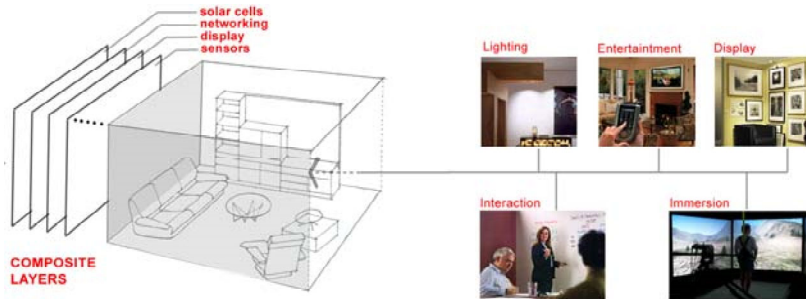 solar cells
networking
display
sensors
COMPOSITE
LAYERS
Lighting
Entertaintment
Display
Interaction
Immersion